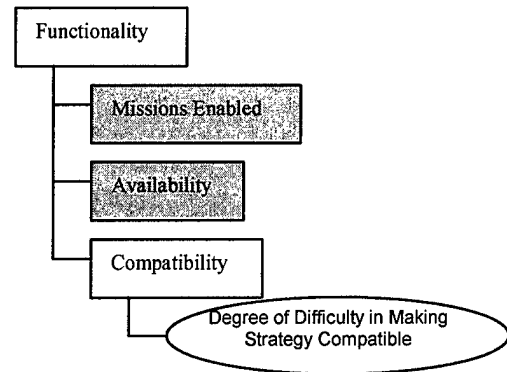 Functionality
Missions Enabled
Availability
Compatibility
Degree of Difficulty in Making
Strategy Compatible